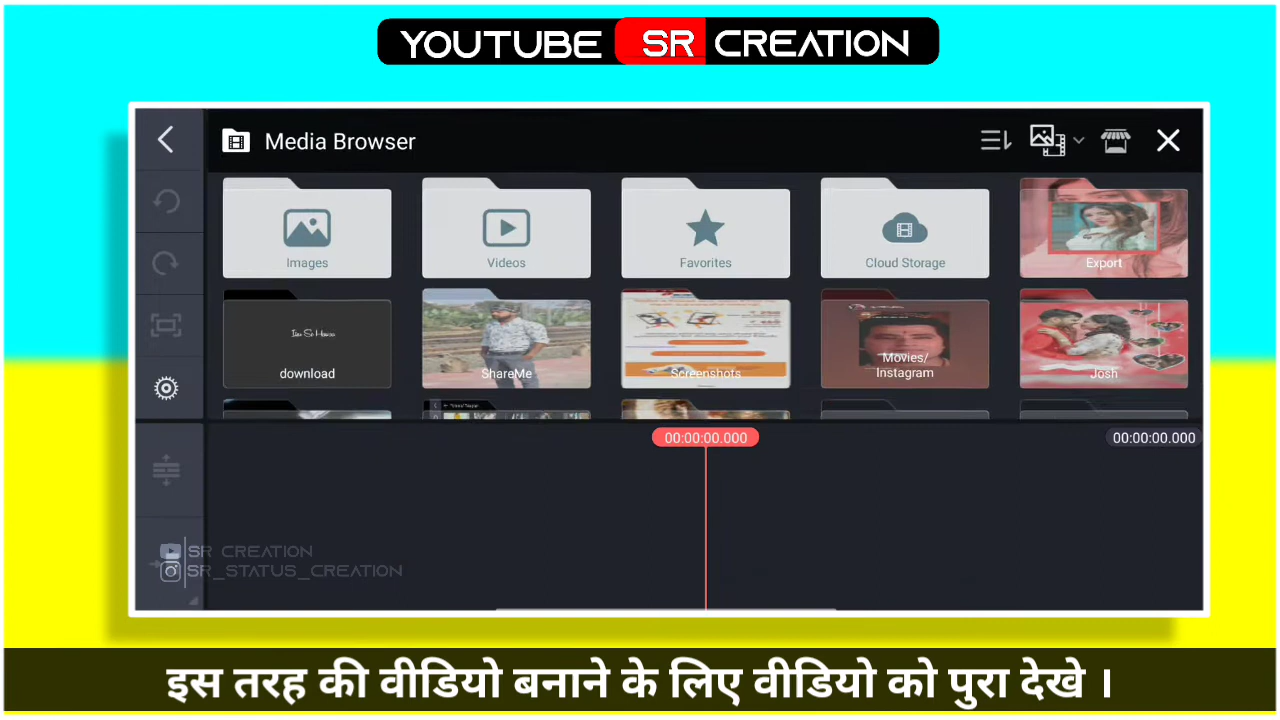 YOUTUBE SR CREATION
Media Browser
Images
Videos
Favorites
Cloud Storage
Export
download
ShareMe
Screenshots
Movies/
Instagram
Josh
00:00:00.000
00:00:00.000
SR CREATION
SR_STATUS_CREATION
इस तरह की वीडियो बनाने के लिए वीडियो को पुरा देखे ।